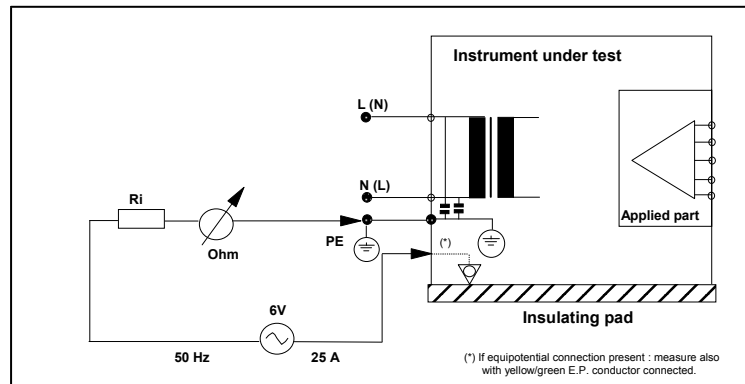 Instrument under test
L (N)
N (L)
Ri
Ohm
PE
(*)
Applied part
6V
50 Hz
25 A
Insulating pad
(*) If equipotential connection present : measure also
with yellow/green E.P. conductor connected.